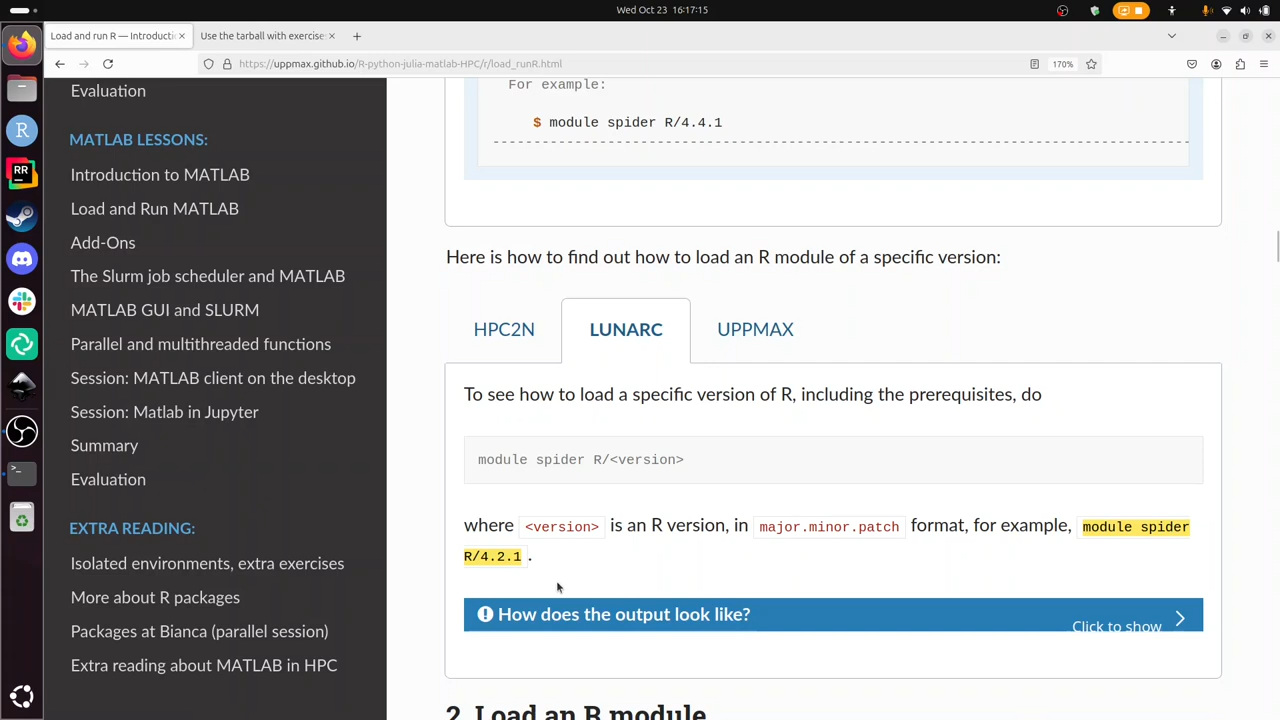 Wed Oct 23 16:17:15
Load and run R — Introducti
Use the tarball with exercise
https://uppmax.github.io/R-python-julia-matlab-HPC/r/load_runR.html
170%
Evaluation
MATLAB LESSONS:
Introduction to MATLAB
Load and Run MATLAB
Add-Ons
The Slurm job scheduler and MATLAB
MATLAB GUI and SLURM
Parallel and multithreaded functions
Session: MATLAB client on the desktop
Session: Matlab in Jupyter
Summary
Evaluation
EXTRA READING:
Isolated environments, extra exercises
More about R packages
Packages at Bianca (parallel session)
Extra reading about MATLAB in HPC
For example:
$ module spider R/4.4.1
----------------------------------------------------------------------------------------
Here is how to find out how to load an R module of a specific version:
HPC2N
LUNARC
UPPMAX
To see how to load a specific version of R, including the prerequisites, do
module spider R/<version>
where <version> is an R version, in major.minor.patch format, for example, module spider
R/4.2.1 .
How does the output look like?
Click to show
2. Load an R module